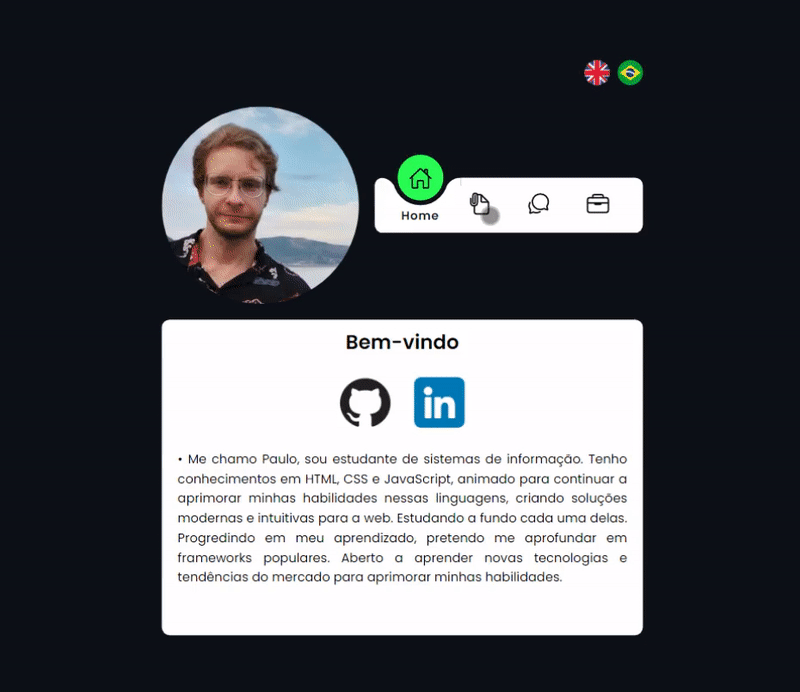 Home
Bem-vindo
in
• Me chamo Paulo, sou estudante de sistemas de informação. Tenho
conhecimentos em HTML, CSS e JavaScript, animado para continuar a
aprimorar minhas habilidades nessas linguagens, criando soluções
modernas e intuitivas para a web. Estudando a fundo cada uma delas.
Progredindo em meu aprendizado, pretendo me aprofundar em
frameworks populares. Aberto a aprender novas tecnologias e
tendências do mercado para aprimorar minhas habilidades.